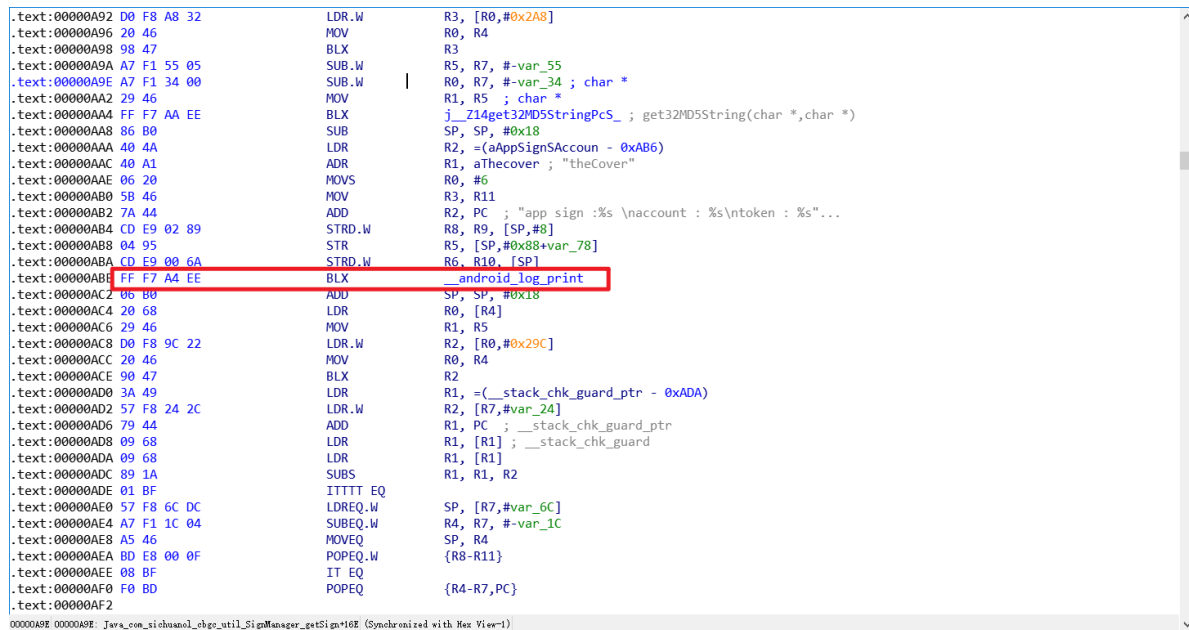 .text:00000A92 D0 F8 A8 32 LDR.W R3, [R0,#0x2A8]
.text:00000A96 20 46 MOV R0, R4
.text:00000A98 98 47 BLX R3
.text:00000A9A A7 F1 55 05 SUB.W R5, R7, #-var_55
.text:00000A9E A7 F1 34 00 SUB.W R0, R7, #-var_34 ; char *
.text:00000AA2 29 46 MOV R1, R5 ; char *
.text:00000AA4 FF F7 AA EE BLX j__Z14get32MD5StringPcS_ ; get32MD5String(char *,char *)
.text:00000AA8 86 B0 SUB SP, SP, #0x18
.text:00000AAA 40 4A LDR R2, =(aAppSignSAccoun - 0xAB6)
.text:00000AAC 40 A1 ADR R1, aThecover ; "theCover"
.text:00000AAE 06 20 MOVS R0, #6
.text:00000AB0 5B 46 MOV R3, R11
.text:00000AB2 7A 44 ADD R2, PC ; "app sign :%s \naccount : %s\ntoken : %s"...
.text:00000AB4 CD E9 02 89 STRD.W R8, R9, [SP,#8]
.text:00000AB8 04 95 STR R5, [SP,#0x88+var_78]
.text:00000ABA CD E9 00 6A STRD.W R6, R10, [SP]
.text:00000ABE FF F7 A4 EE BLX __android_log_print
.text:00000AC2 06 B0 ADD SP, SP, #0x18
.text:00000AC4 20 68 LDR R0, [R4]
.text:00000AC6 29 46 MOV R1, R5
.text:00000AC8 D0 F8 9C 22 LDR.W R2, [R0,#0x29C]
.text:00000ACC 20 46 MOV R0, R4
.text:00000ACE 90 47 BLX R2
.text:00000AD0 3A 49 LDR R1, =(__stack_chk_guard_ptr - 0xADA)
.text:00000AD2 57 F8 24 2C LDR.W R2, [R7,#var_24]
.text:00000AD6 79 44 ADD R1, PC ; __stack_chk_guard_ptr
.text:00000AD8 09 68 LDR R1, [R1] ; __stack_chk_guard
.text:00000ADA 09 68 LDR R1, [R1]
.text:00000ADC 89 1A SUBS R1, R1, R2
.text:00000ADE 01 BF ITTTT EQ
.text:00000AE0 57 F8 6C DC LDREQ.W SP, [R7,#var_6C]
.text:00000AE4 A7 F1 1C 04 SUBEQ.W R4, R7, #-var_1C
.text:00000AE8 A5 46 MOVEQ SP, R4
.text:00000AEA BD E8 00 0F POPEQ.W {R8-R11}
.text:00000AEE 08 BF IT EQ
.text:00000AF0 F0 BD POPEQ {R4-R7,PC}
.text:00000AF2
00000A9E 00000A9E: Java_com_sichuanol_cbgc_util_SignManager_getSign+16E (Synchronized with Hex View-1)